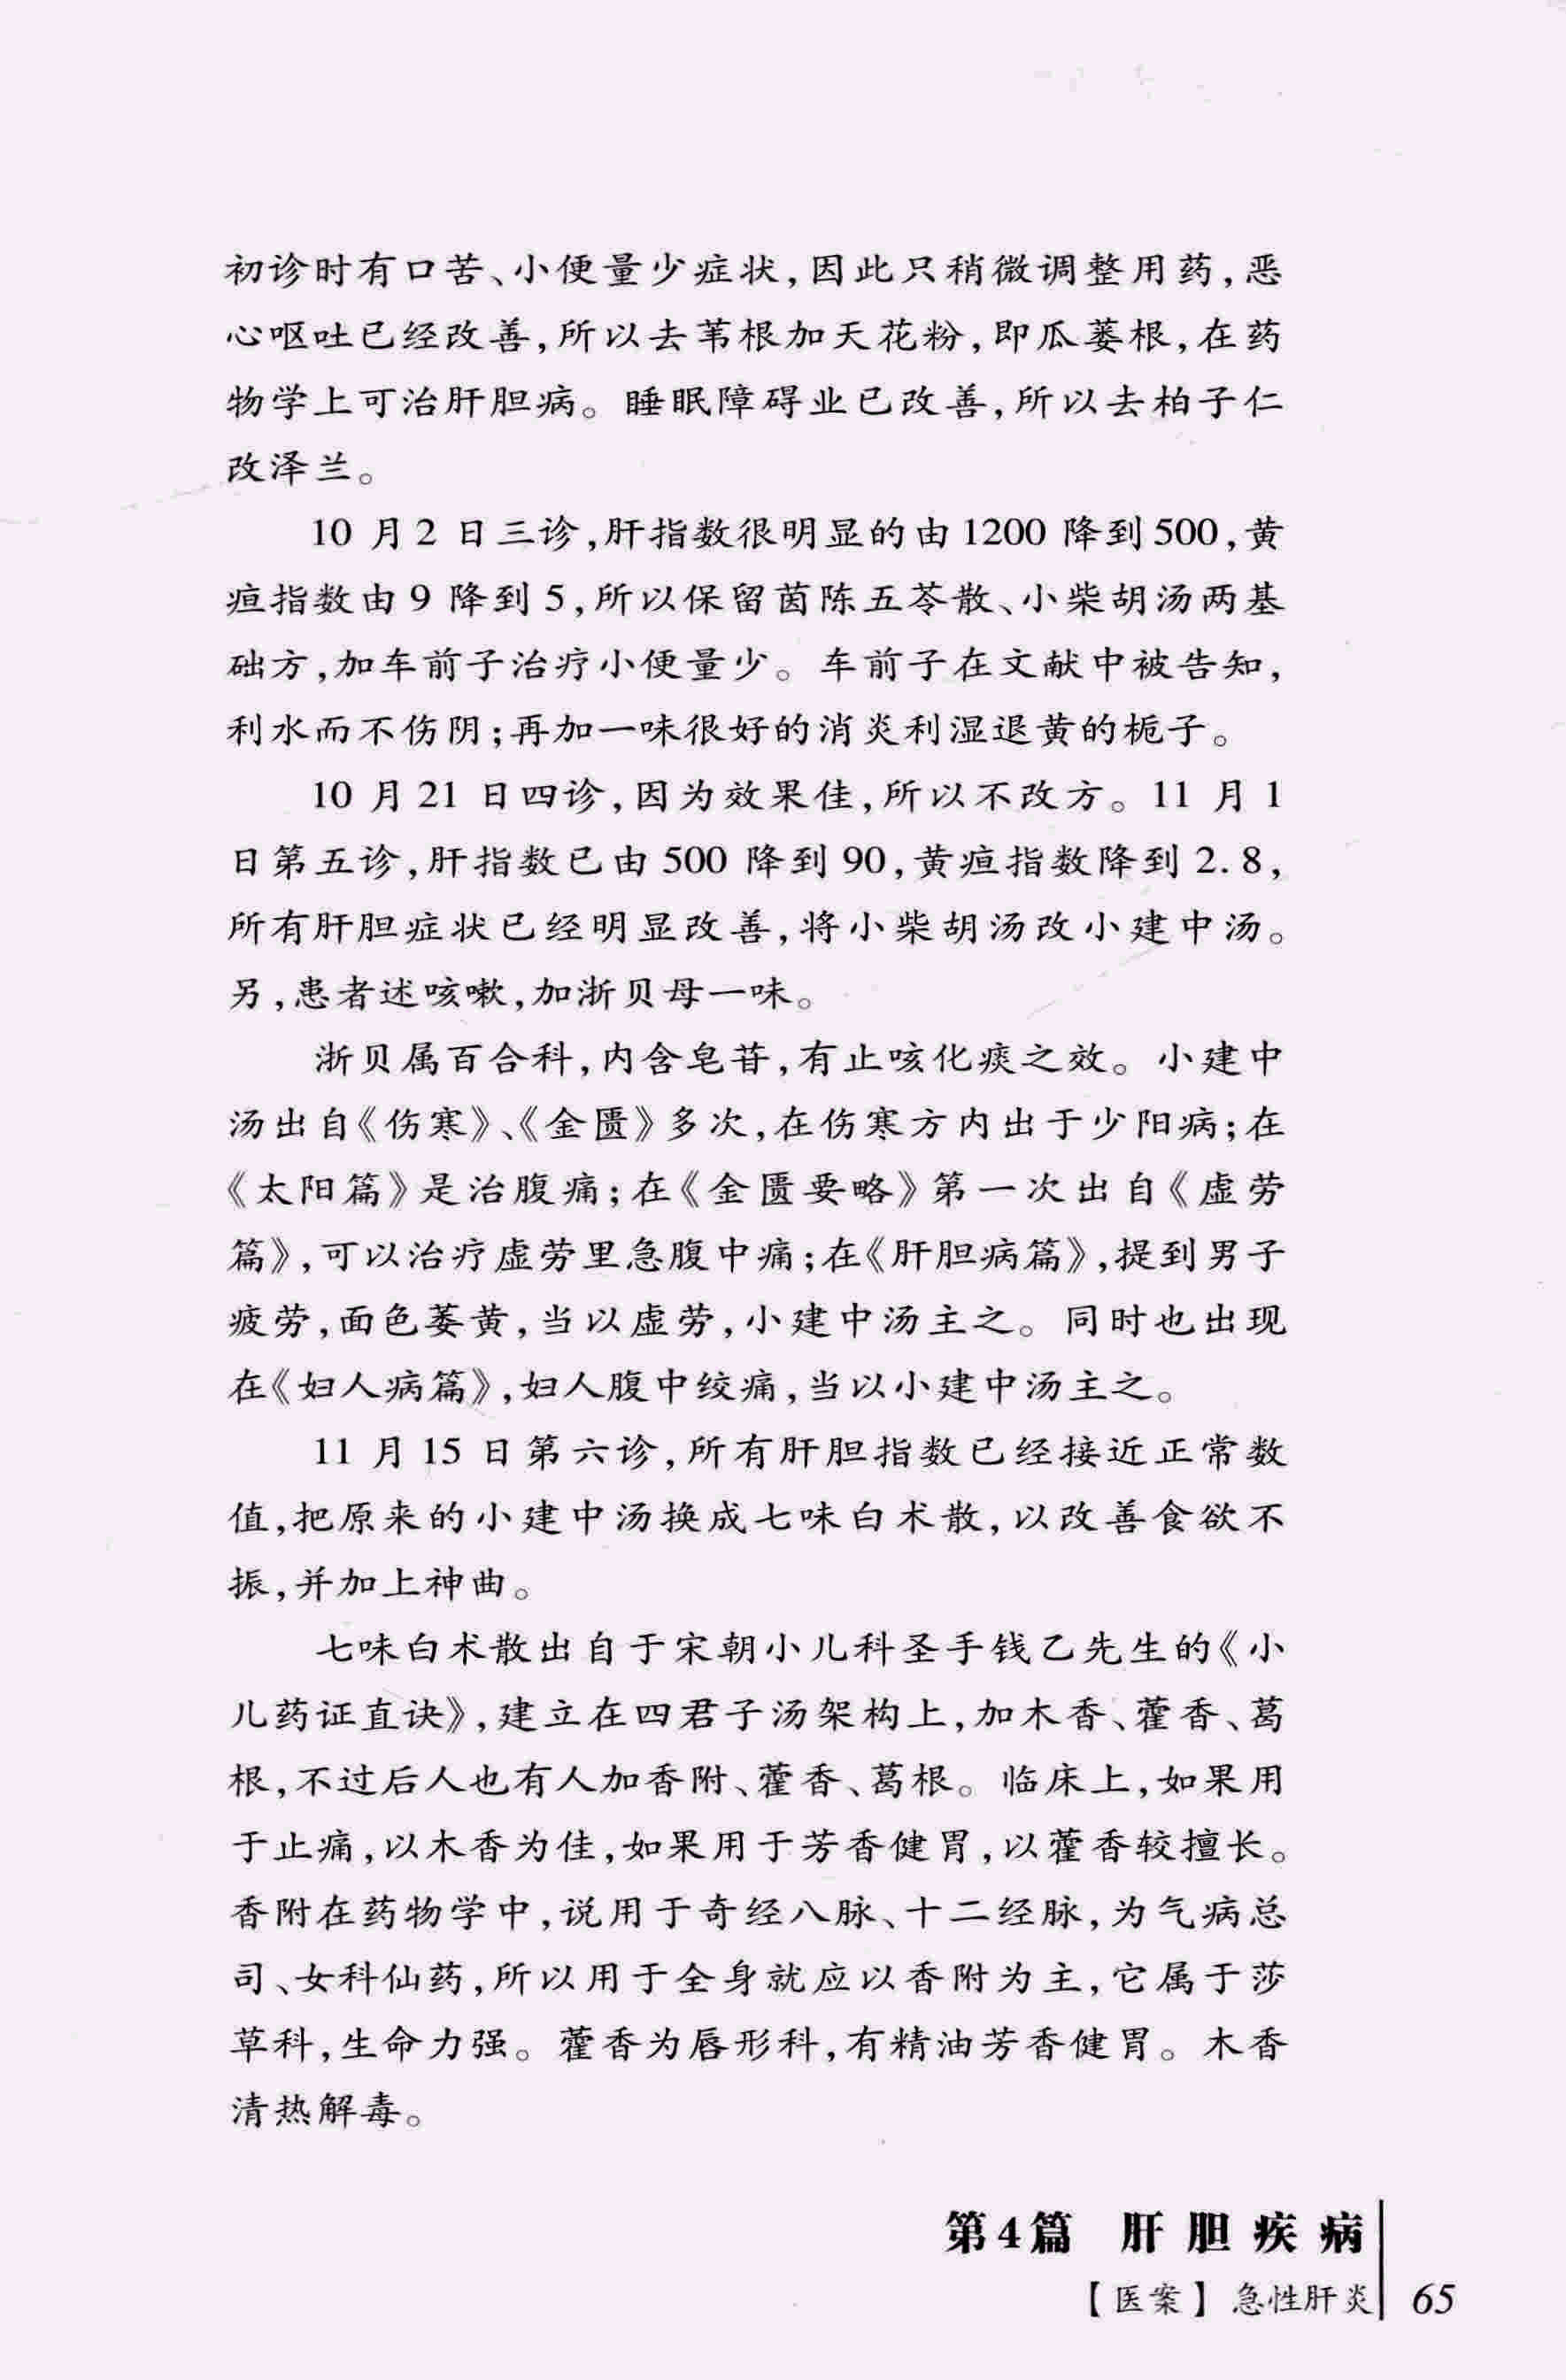 初诊时有口苦、小便量少症状,因此只稍微调整用药,恶
心呕吐已经改善,所以去苇根加天花粉,即瓜蒌根,在药
物学上可治肝胆病。睡眠障碍业已改善,所以去柏子仁
改泽兰。
10月2日三诊,肝指数很明显的由1200降到500,黄
疸指数由9降到5,所以保留茵陈五苓散、小柴胡汤两基
础方,加车前子治疗小便量少。车前子在文献中被告知,
利水而不伤阴;再加一味很好的消炎利湿退黄的栀子。
10月21日四诊,因为效果佳,所以不改方。11月1
日第五诊,肝指数已由500降到90,黄疸指数降到2.8,
所有肝胆症状已经明显改善,将小柴胡汤改小建中汤。
另,患者述咳嗽,加浙贝母一味。
浙贝属百合科,内含皂苷,有止咳化痰之效。小建中
汤出自《伤寒》、《金匮》多次,在伤寒方内出于少阳病;在
《太阳篇》是治腹痛;在《金匮要略》第一次出自《虚劳
篇》,可以治疗虚劳里急腹中痛;在《肝胆病篇》,提到男子
疲劳,面色萎黄,当以虚劳,小建中汤主之。同时也出现
在《妇人病篇》,妇人腹中绞痛,当以小建中汤主之。
11月15日第六诊,所有肝胆指数已经接近正常数
值,把原来的小建中汤换成七味白术散,以改善食欲不
振,并加上神曲。
七味白术散出自于宋朝小儿科圣手钱乙先生的《小
儿药证直诀》,建立在四君子汤架构上,加木香、藿香、葛
根,不过后人也有人加香附、藿香、葛根。临床上,如果用
于止痛,以木香为佳,如果用于芳香健胃,以藿香较擅长。
香附在药物学中,说用于奇经八脉、十二经脉,为气病总
司、女科仙药,所以用于全身就应以香附为主,它属于莎
草科,生命力强。藿香为唇形科,有精油芳香健胃。木香
清热解毒。
第4篇 肝胆疾病
【医案】急性肝炎 65